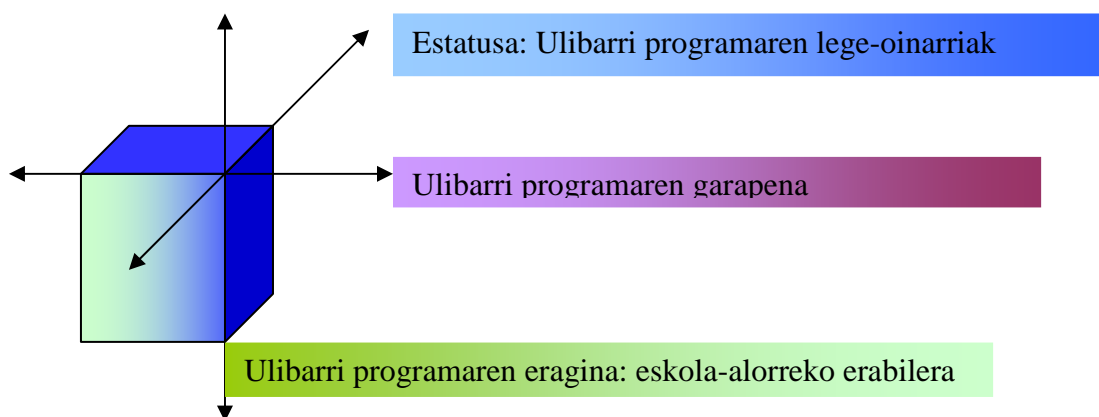 Estatusa: Ulibarri programaren lege-oinarriak
Ulibarri programaren garapena
Ulibarri programaren eragina: eskola-alorreko erabilera